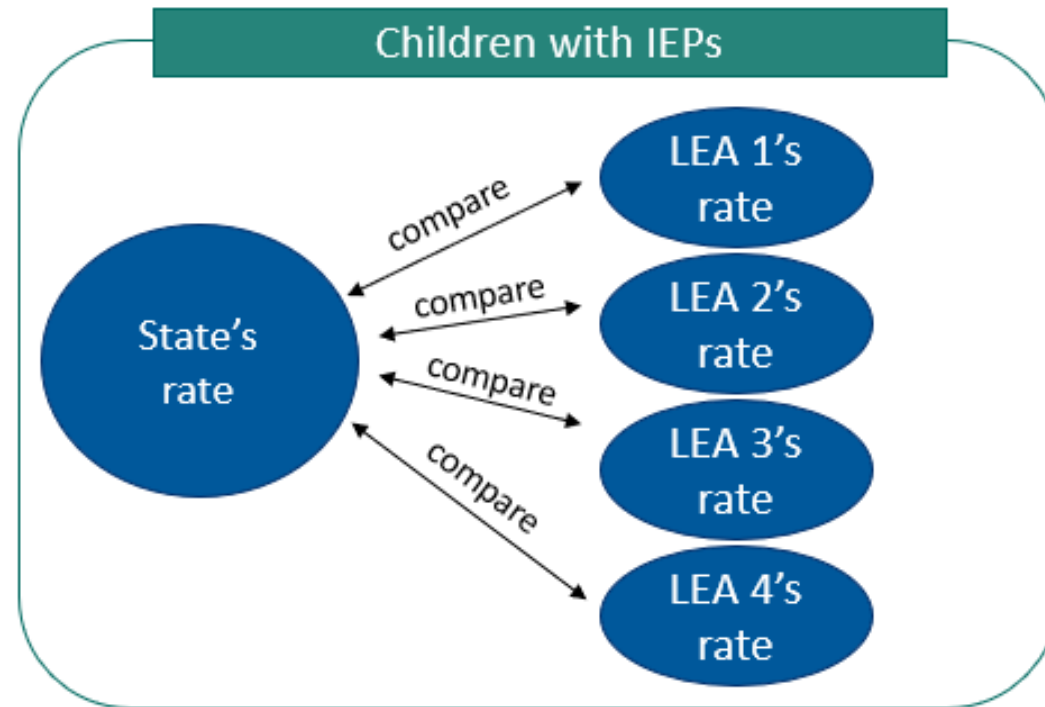 Children with IEPs
State's
rate
compare
compare
compare
compare
LEA 1's
rate
LEA 2's
rate
LEA 3's
rate
LEA 4's
rate